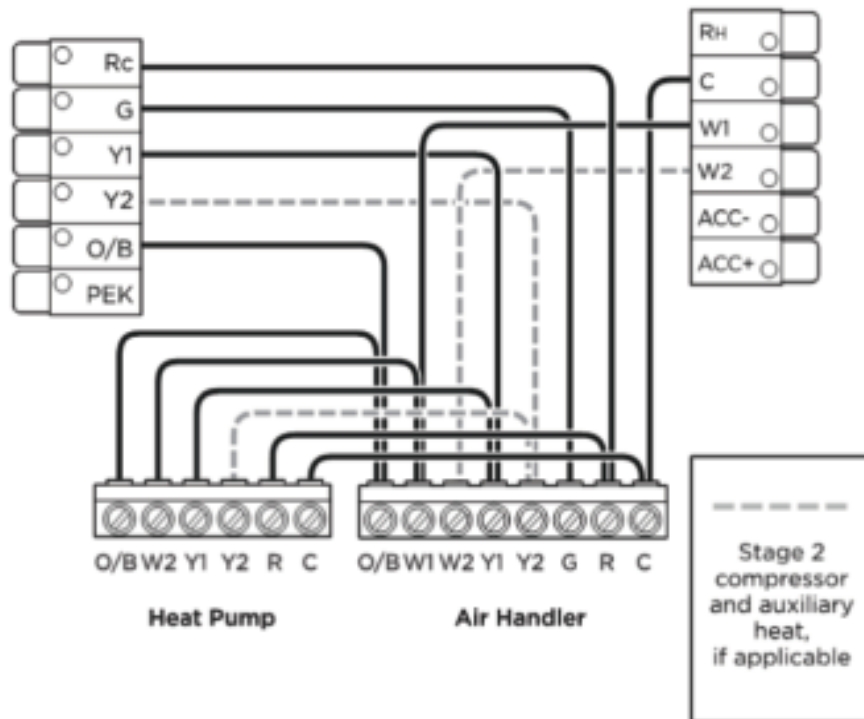 Rc
G
Y1
Y2
O/B
PEK
RH
C
W1
W2
ACC-
ACC+
O/B W2 Y1 Y2 R C
Heat Pump
O/B W1 W2 Y1 Y2 G R C
Air Handler
Stage 2
compressor
and auxiliary
heat,
if applicable